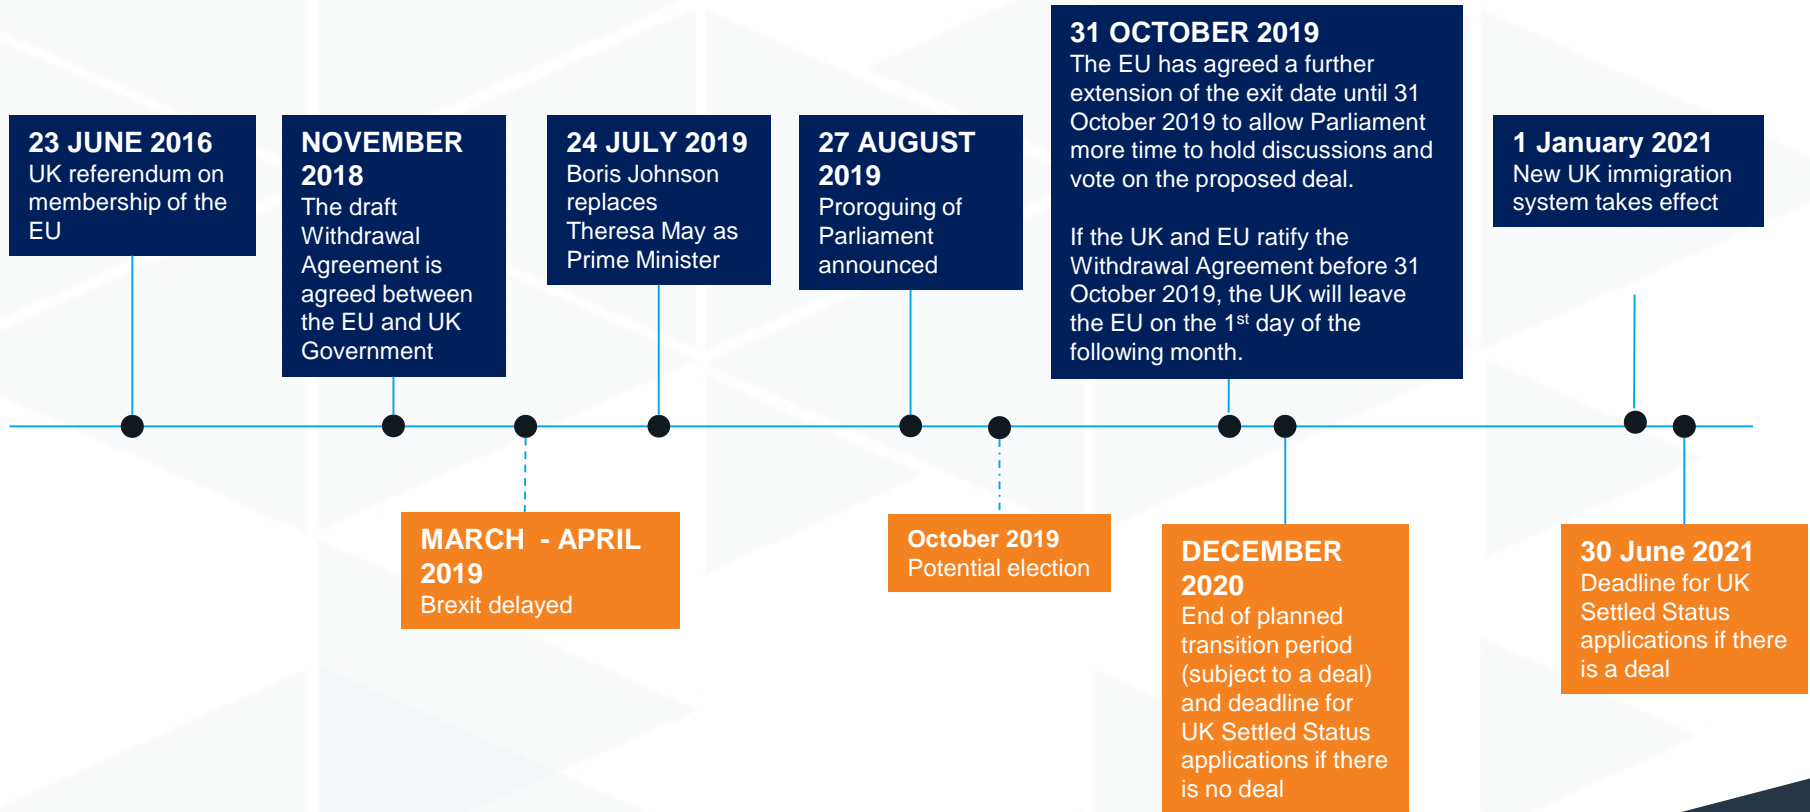 23 JUNE 2016
UK referendum on
membership of the
EU
NOVEMBER
2018
The draft
Withdrawal
Agreement is
agreed between
the EU and UK
Government
24 JULY 2019
Boris Johnson
replaces
Theresa May as
Prime Minister
27 AUGUST
2019
Proroguing of
Parliament
announced
31 OCTOBER 2019
The EU has agreed a further
extension of the exit date until 31
October 2019 to allow Parliament
more time to hold discussions and
vote on the proposed deal.
If the UK and EU ratify the
Withdrawal Agreement before 31
October 2019, the UK will leave
the EU on the 1st day of the
following month.
1 January 2021
New UK immigration
system takes effect
MARCH - APRIL
2019
Brexit delayed
October 2019
Potential election
DECEMBER
2020
End of planned
transition period
(subject to a deal)
and deadline for
UK Settled Status
applications if there
is no deal
30 June 2021
Deadline for UK
Settled Status
applications if there
is a deal